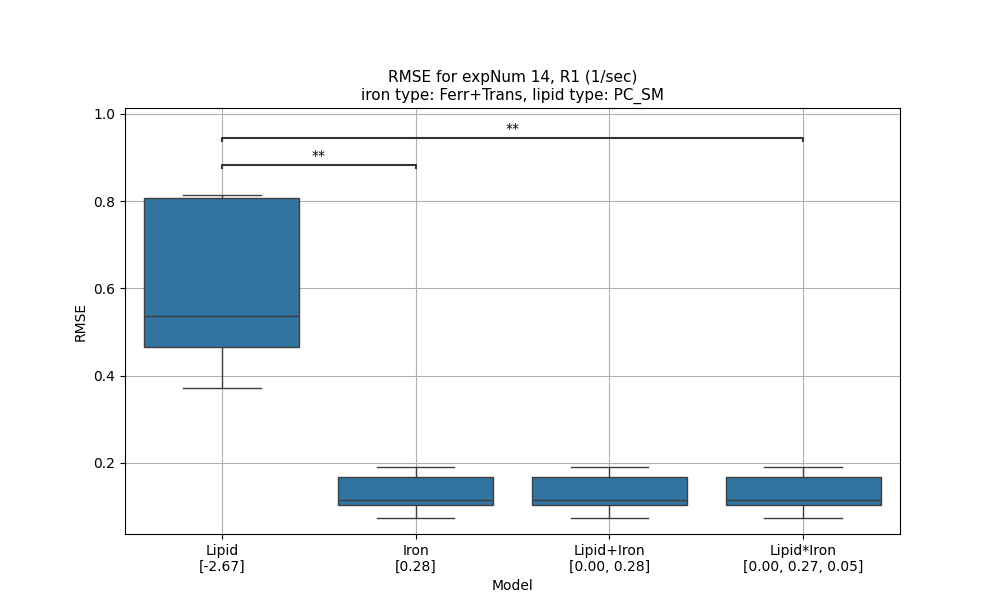 RMSE for expNum 14, R1 (1/sec)
iron type: Ferr+Trans, lipid type: PC_SM
1.0
**
**
0.8
0.6
RMSE
0.4
0.2
Lipid
[-2.67]
Iron
[0.28]
Lipid+Iron
[0.00, 0.28]
Lipid*Iron
[0.00, 0.27, 0.05]
Model